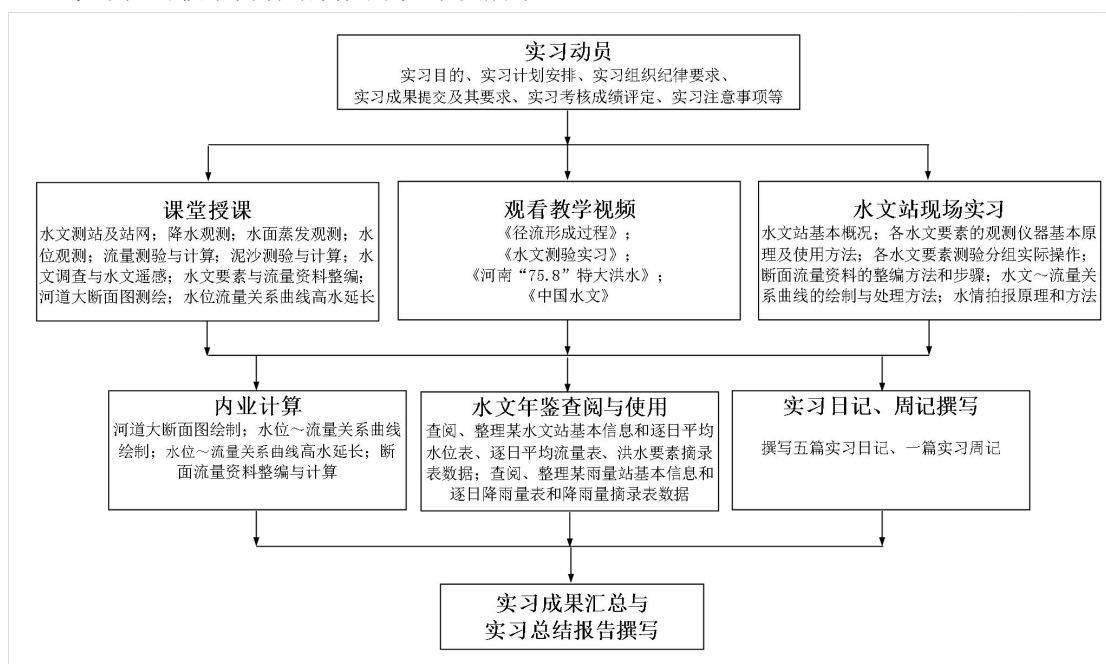 实习动员
实习目的、实习计划安排、实习组织纪律要求、
实习成果提交及其要求、实习考核成绩评定、实习注意事项等
课堂授课
水文测站及站网；降水观测；水面蒸发观测；水
位观测；流量测验与计算；泥沙测验与计算；水
文调查与水文遥感；水文要素与流量资料整编；
河道大断面图测绘；水位流量关系曲线高水延长
观看教学视频
《径流形成过程》；
《水文测验实习》；
《河南“75.8”特大洪水》；
《中国水文》
水文站现场实习
水文站基本概况；各水文要素的观测仪器基本原
理及使用方法；各水文要素测验分组实际操作；
断面流量资料的整编方法和步骤；水文～流量关
系曲线的绘制与处理方法；水情拍报原理和方法
内业计算
河道大断面图绘制；水位～流量关系曲线
绘制；水位～流量关系曲线高水延长；断
面流量资料整编与计算
水文年鉴查阅与使用
查阅、整理某水文站基本信息和逐日平均
水位表、逐日平均流量表、洪水要素摘录
表数据；查阅、整理某雨量站基本信息和
逐日降雨量表和降雨量摘录表数据
实习日记、周记撰写
撰写五篇实习日记、一篇实习周记
实习成果汇总与
实习总结报告撰写